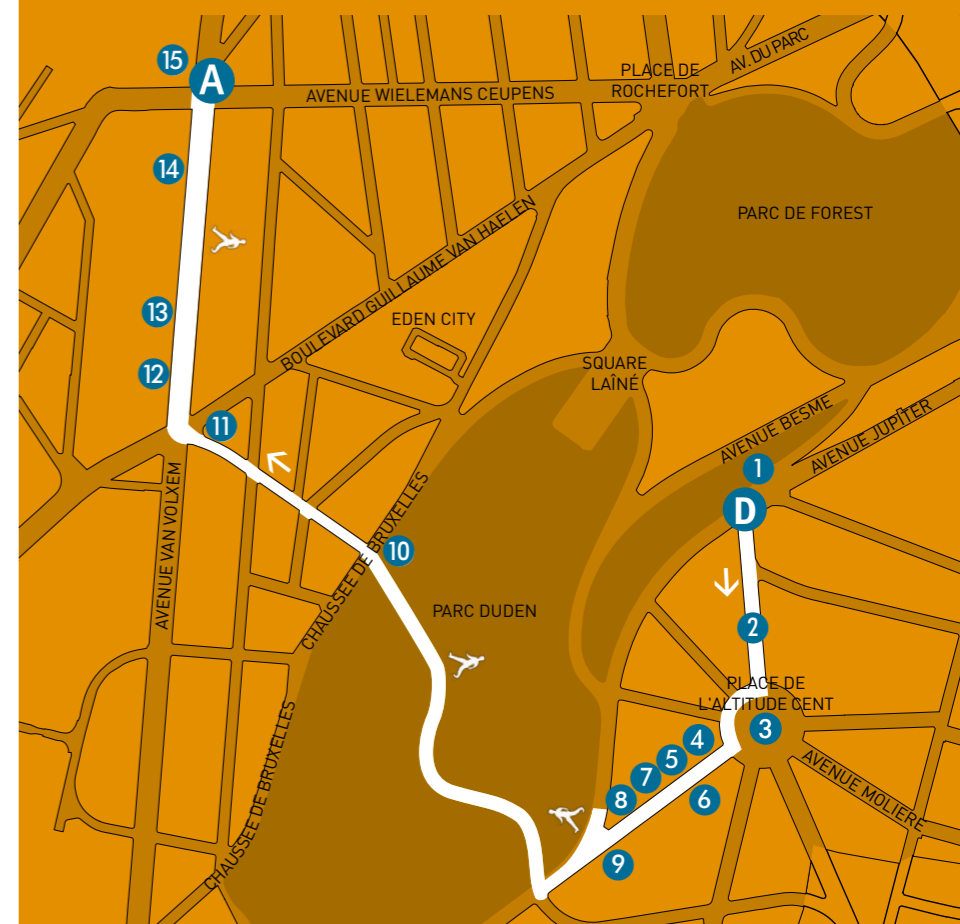 15
A
AVENUE WIELEMANS CEUPENS
PLACE DE
ROCHEFORT
AV. DU PARC
14
PARC DE FOREST
BOULEVARD GUILLAUME VAN HAELEN
13
EDEN CITY
12
SQUARE
LAÎNÉ
11
AVENUE BESME
AVENUE JUPITER
1
D
CHAUSSEE DE BRUXELLES
10
AVENUE VAN VOLXEM
PARC DUDEN
2
PLACE DE
L'ALTITUDE CENT
3
4
5
7
8
6
AVENUE MOLIERE
CHAUSSEE DE BRUXELLES
9